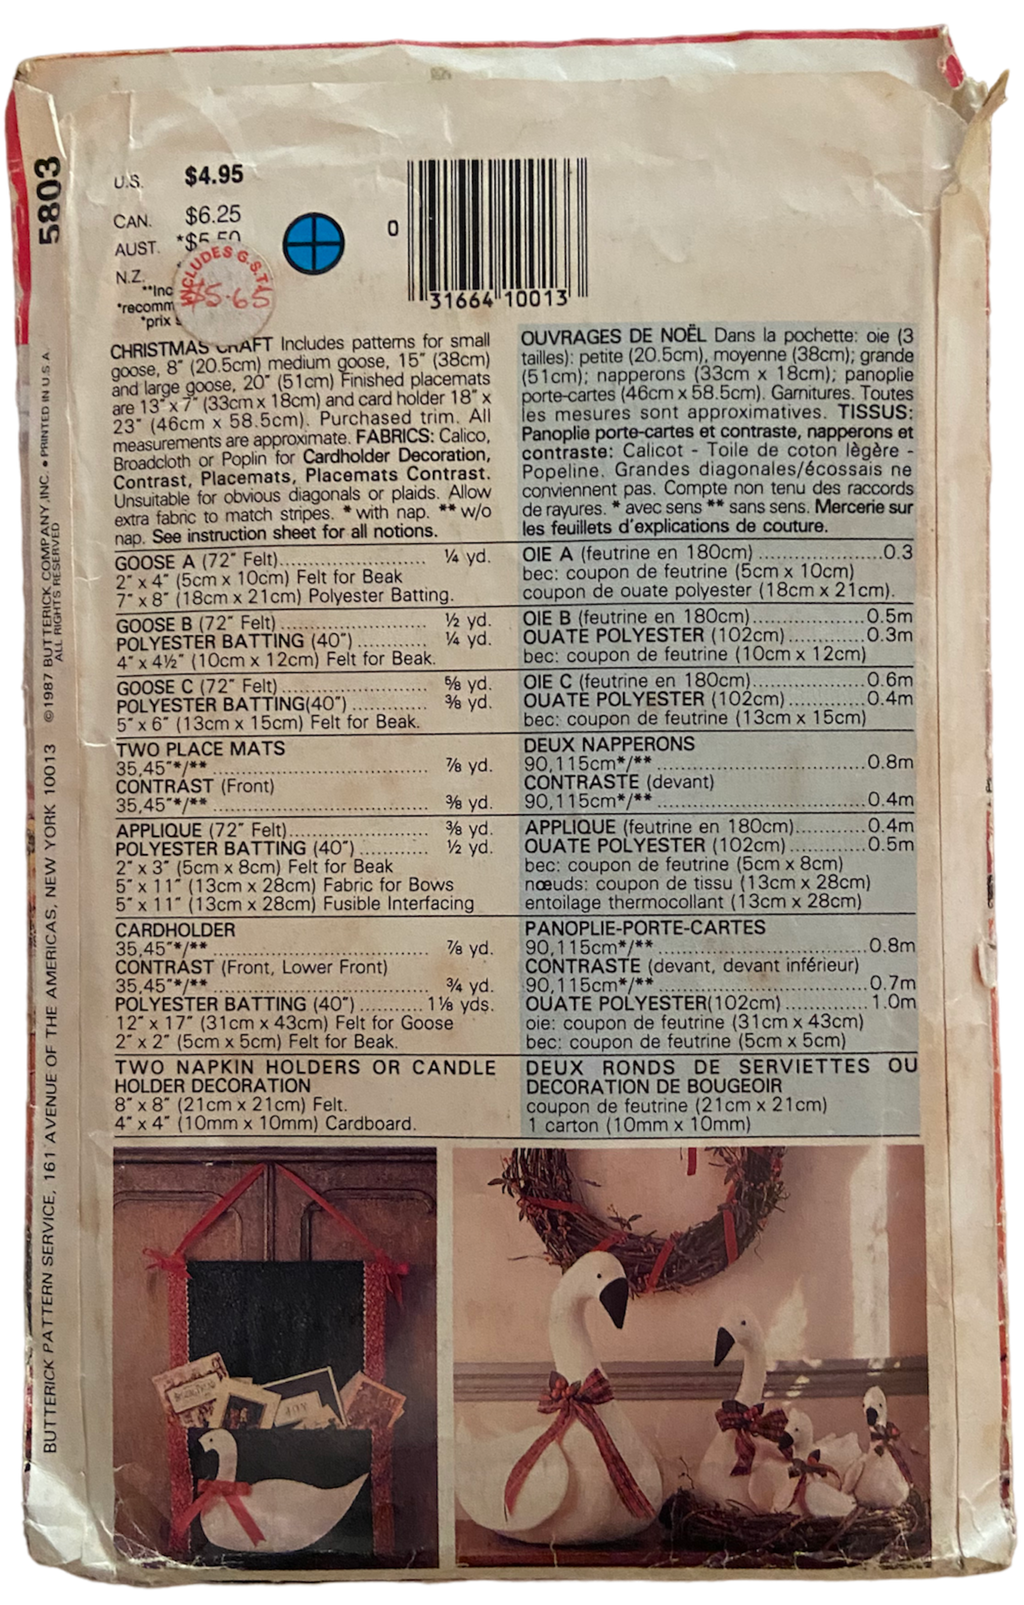 5803
©1987 BUTTERICK COMPANY, INC. • PRINTED IN U.S.A.
ALL RIGHTS RESERVED
BUTTERICK PATTERN SERVICE, 161 AVENUE OF THE AMERICAS, NEW YORK 10013
U.S. $4.95
CAN. $6.25
AUST. *$5.50
N.Z.
**Inc
*recomm
*prix
INCLUDES G.S.T.
$5.65
0
31664 10013
CHRISTMAS CRAFT Includes patterns for small
goose, 8" (20.5cm) medium goose, 15" (38cm)
and large goose, 20" (51cm) Finished placemats
are 13" x 7" (33cm x 18cm) and card holder 18" x
23" (46cm x 58.5cm). Purchased trim. All
measurements are approximate. FABRICS: Calico,
Broadcloth or Poplin for Cardholder Decoration,
Contrast, Placemats, Placemats Contrast.
Unsuitable for obvious diagonals or plaids. Allow
extra fabric to match stripes. * with nap. ** w/o
nap. See instruction sheet for all notions.
GOOSE A (72" Felt)........................ ¼ yd.
2" x 4" (5cm x 10cm) Felt for Beak
7" x 8" (18cm x 21cm) Polyester Batting.
GOOSE B (72" Felt)........................ ½ yd.
POLYESTER BATTING (40")............. ¼ yd.
4" x 4½" (10cm x 12cm) Felt for Beak.
GOOSE C (72" Felt)........................ ⅝ yd.
POLYESTER BATTING(40")............. ⅜ yd.
5" x 6" (13cm x 15cm) Felt for Beak.
TWO PLACE MATS
35,45"*/**................................ ⅞ yd.
CONTRAST (Front)
35,45"*/**................................ ⅜ yd.
APPLIQUE (72" Felt)....................... ⅜ yd.
POLYESTER BATTING (40")............ ½ yd.
2" x 3" (5cm x 8cm) Felt for Beak
5" x 11" (13cm x 28cm) Fabric for Bows
5" x 11" (13cm x 28cm) Fusible Interfacing
CARDHOLDER
35,45"*/**................................ ⅞ yd.
CONTRAST (Front, Lower Front)
35,45"*/**................................ ¾ yd.
POLYESTER BATTING (40").......... 1⅛ yds.
12" x 17" (31cm x 43cm) Felt for Goose
2" x 2" (5cm x 5cm) Felt for Beak.
TWO NAPKIN HOLDERS OR CANDLE
HOLDER DECORATION
8" x 8" (21cm x 21cm) Felt.
4" x 4" (10mm x 10mm) Cardboard.
OUVRAGES DE NOËL Dans la pochette: oie (3
tailles): petite (20.5cm), moyenne (38cm); grande
(51cm); napperons (33cm x 18cm); panoplie
porte-cartes (46cm x 58.5cm). Garnitures. Toutes
les mesures sont approximatives. TISSUS:
Panoplie porte-cartes et contraste, napperons et
contraste: Calicot - Toile de coton lègère -
Popeline. Grandes diagonales/écossais ne
conviennent pas. Compte non tenu des raccords
de rayures. * avec sens ** sans sens. Mercerie sur
les feuillets d'explications de couture.
OIE A (feutrine en 180cm)...................0.3
bec: coupon de feutrine (5cm x 10cm)
coupon de ouate polyester (18cm x 21cm).
OIE B (feutrine en 180cm)..................0.5m
OUATE POLYESTER (102cm)............0.3m
bec: coupon de feutrine (10cm x 12cm)
OIE C (feutrine en 180cm)..................0.6m
OUATE POLYESTER (102cm)............0.4m
bec: coupon de feutrine (13cm x 15cm)
DEUX NAPPERONS
90,115cm*/**................................0.8m
CONTRASTE (devant)
90,115cm*/**................................0.4m
APPLIQUE (feutrine en 180cm)...........0.4m
OUATE POLYESTER (102cm)............0.5m
bec: coupon de feutrine (5cm x 8cm)
nœuds: coupon de tissu (13cm x 28cm)
entoilage thermocollant (13cm x 28cm)
PANOPLIE-PORTE-CARTES
90,115cm*/**................................0.8m
CONTRASTE (devant, devant inférieur)
90,115cm*/**................................0.7m
OUATE POLYESTER(102cm)............1.0m
oie: coupon de feutrine (31cm x 43cm)
bec: coupon de feutrine (5cm x 5cm)
DEUX RONDS DE SERVIETTES OU
DECORATION DE BOUGEOIR
coupon de feutrine (21cm x 21cm)
1 carton (10mm x 10mm)
JOY